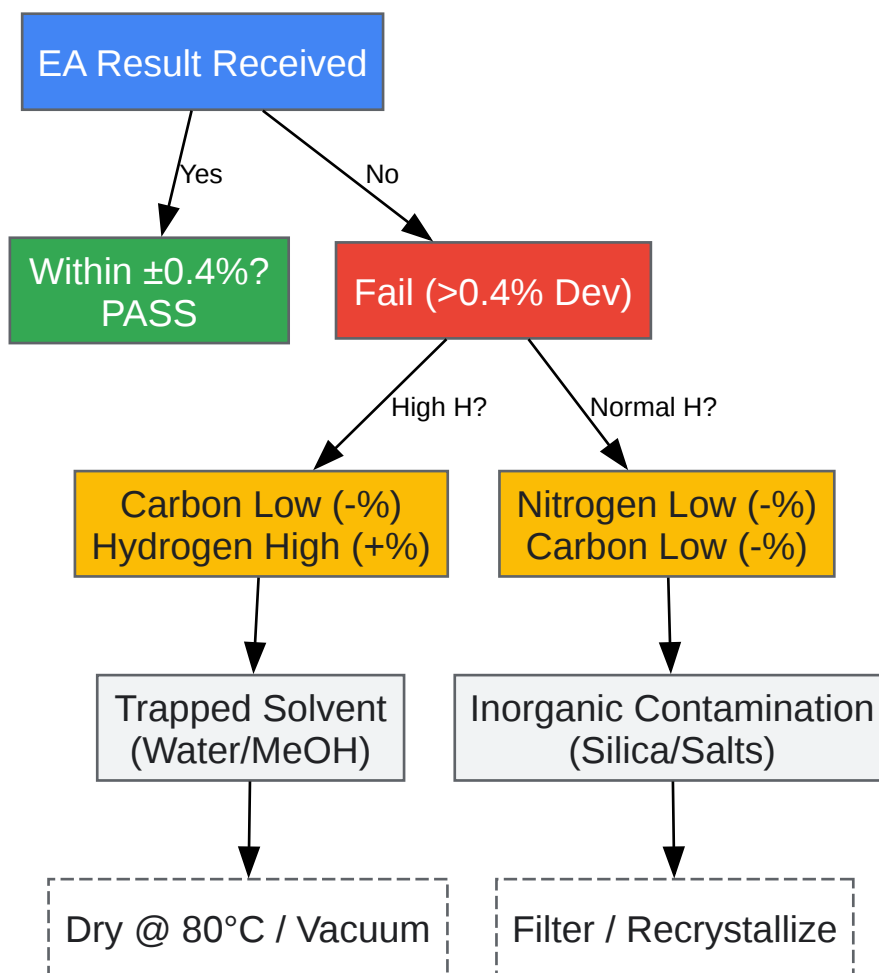 EA Result Received
Yes
No
Within ±0.4%?
PASS
Fail (>0.4% Dev)
High H?
Normal H?
Carbon Low (-%)
Hydrogen High (+%)
Nitrogen Low (-%)
Carbon Low (-%)
Trapped Solvent
(Water/MeOH)
Inorganic Contamination
(Silica/Salts)
Dry @ 80°C / Vacuum
Filter / Recrystallize